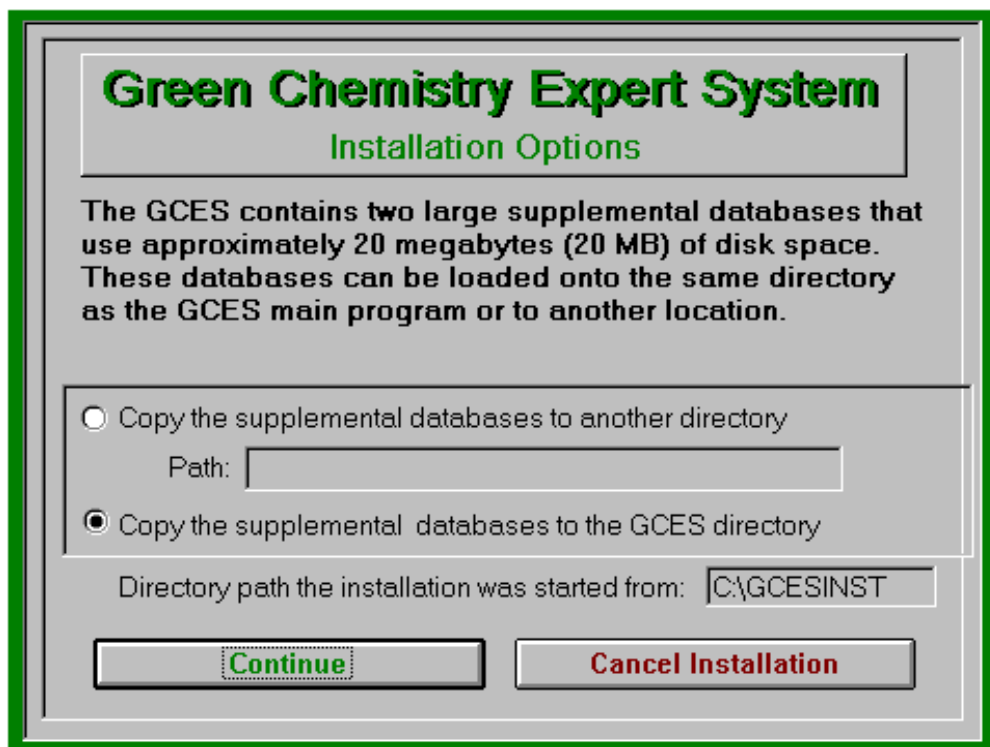 Green Chemistry Expert System
Installation Options
The GCES contains two large supplemental databases that
use approximately 20 megabytes (20 MB) of disk space.
These databases can be loaded onto the same directory
as the GCES main program or to another location.
Copy the supplemental databases to another directory
Path:
Copy the supplemental databases to the GCES directory
Directory path the installation was started from: C:\GCESINST
Continue Cancel Installation